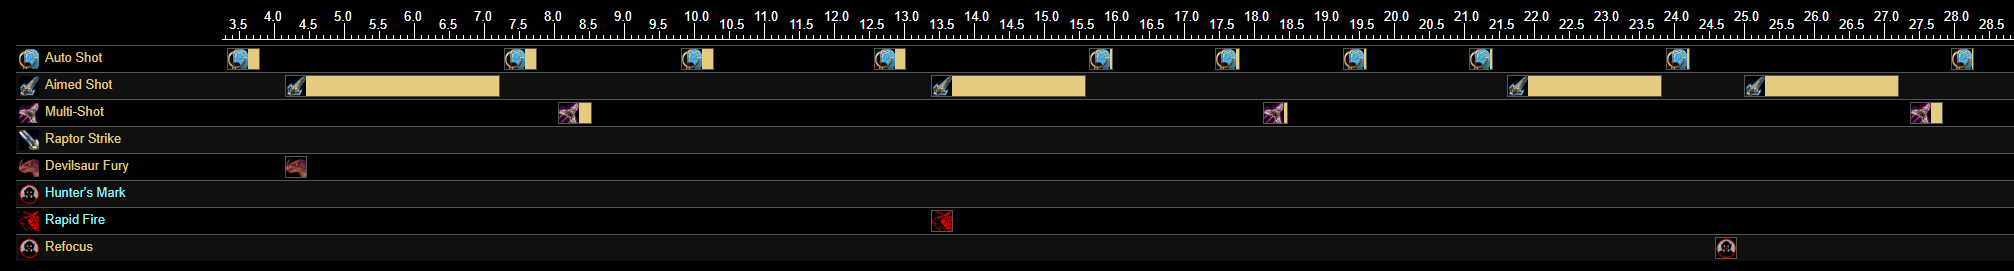 4.0 5.0 6.0 7.0 8.0 9.0 10.0 11.0 12.0 13.0 14.0 15.0 16.0 17.0 18.0 19.0 20.0 21.0 22.0 23.0 24.0 25.0 26.0 27.0 28.0
3.5 4.5 5.5 6.5 7.5 8.5 9.5 10.5 11.5 12.5 13.5 14.5 15.5 16.5 17.5 18.5 19.5 20.5 21.5 22.5 23.5 24.5 25.5 26.5 27.5 28.5
Auto Shot
Aimed Shot
Multi-Shot
Raptor Strike
Devilsaur Fury
Hunter's Mark
Rapid Fire
Refocus